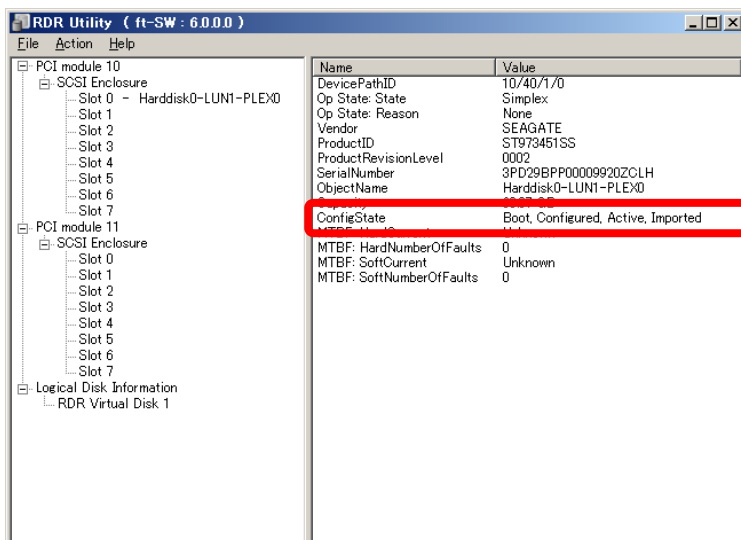 RDR Utility ( ft-SW : 6.0.0.0 )
File Action Help
PCI module 10
SCSI Enclosure
Slot 0 - Harddisk0-LUN1-PLEX0
Slot 1
Slot 2
Slot 3
Slot 4
Slot 5
Slot 6
Slot 7
PCI module 11
SCSI Enclosure
Slot 0
Slot 1
Slot 2
Slot 3
Slot 4
Slot 5
Slot 6
Slot 7
Logical Disk Information
RDR Virtual Disk 1
Name Value
DevicePathID 10/40/1/0
Op State: State Simplex
Op State: Reason None
Vendor SEAGATE
ProductID ST973451SS
ProductRevisionLevel 0002
SerialNumber 3PD29BPP00009920ZCLH
ObjectName Harddisk0-LUN1-PLEX0
ConfigState Boot, Configured, Active, Imported
MTBF: HardNumberOfFaults 0
MTBF: SoftCurrent Unknown
MTBF: SoftNumberOfFaults 0